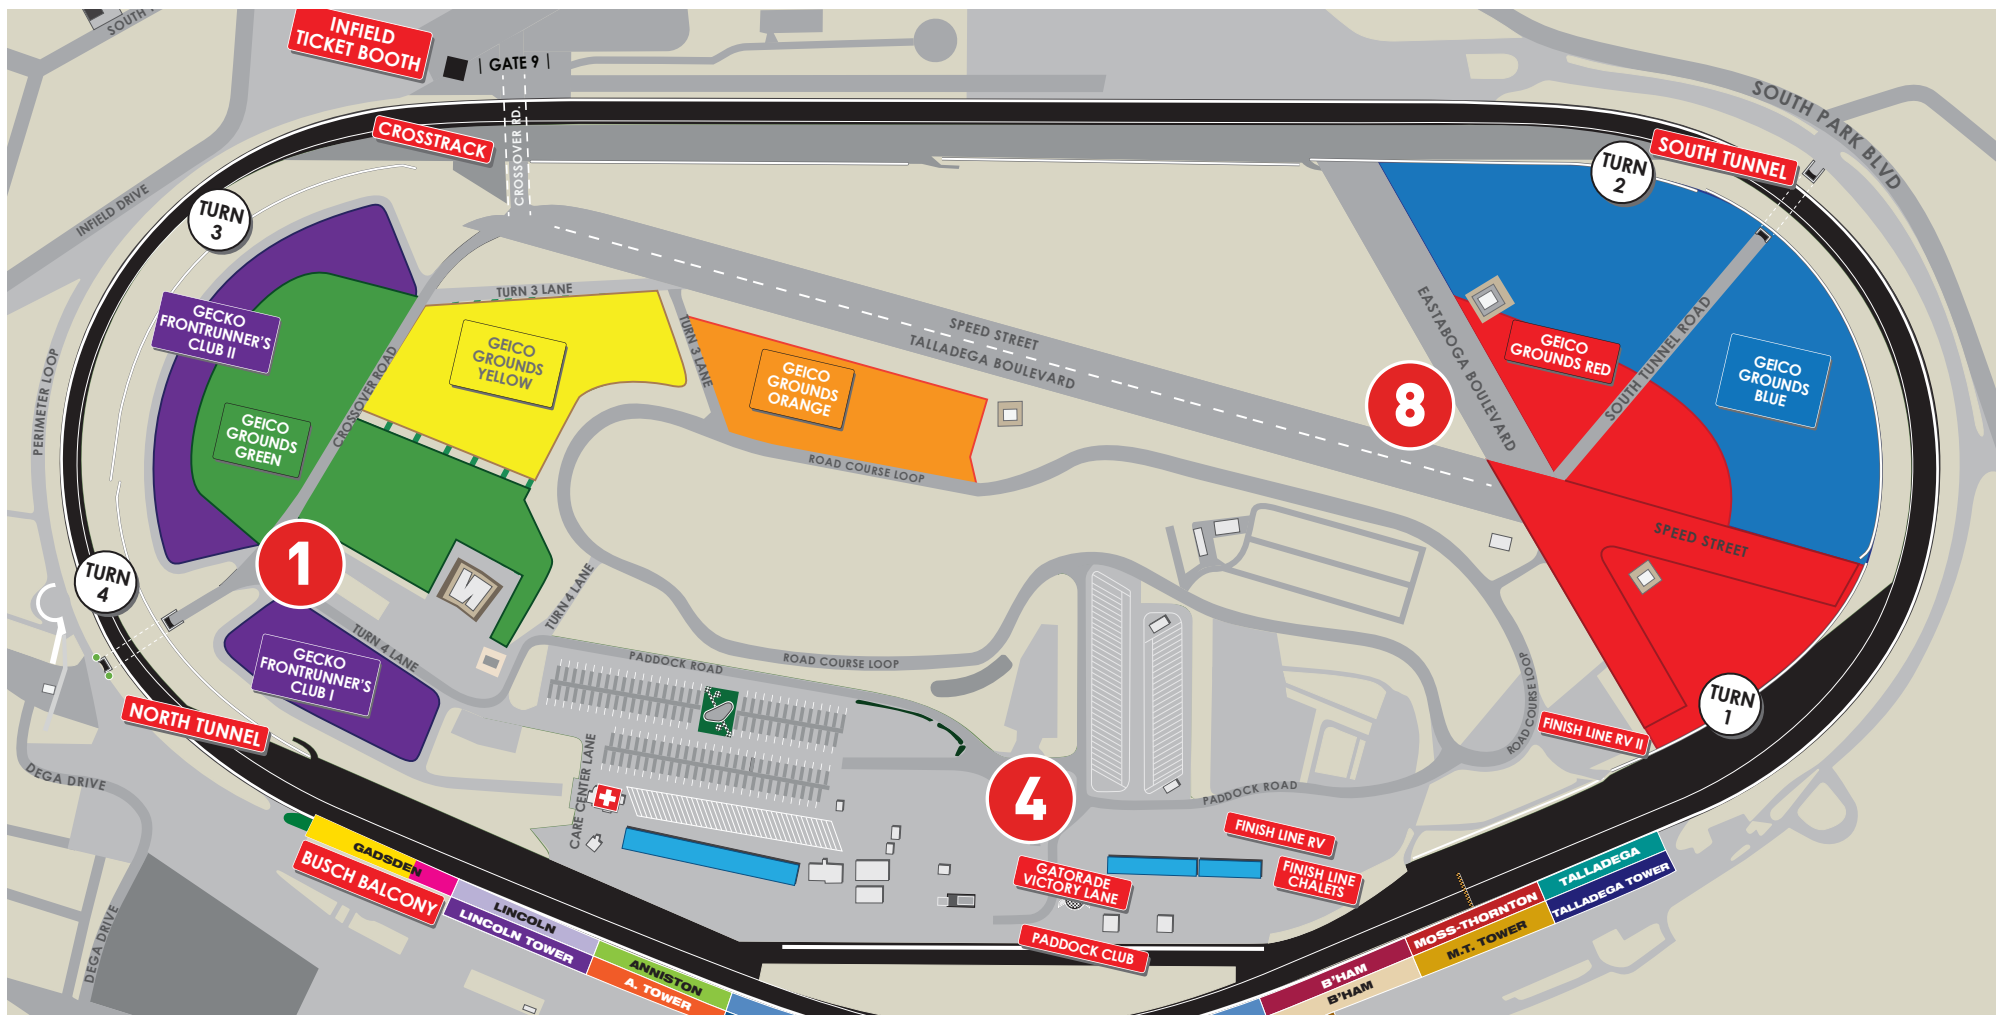 SOUTH
INFIELD
TICKET BOOTH
| GATE 9 |
CROSSOVER RD.
CROSSTRACK
SOUTH PARK BLVD
SOUTH TUNNEL
TURN
2
TURN
3
INFIELD DRIVE
PERIMETER LOOP
GECKO
FRONTRUNNER'S
CLUB II
GEICO
GROUNDS
GREEN
CROSSOVER ROAD
TURN 3 LANE
GEICO
GROUNDS
YELLOW
TURN 3 LANE
GEICO
GROUNDS
ORANGE
SPEED STREET
TALLADEGA BOULEVARD
ROAD COURSE LOOP
EASTABOGA BOULEVARD
8
GEICO
GROUNDS RED
SOUTH TUNNEL ROAD
GEICO
GROUNDS
BLUE
SPEED STREET
1
TURN
4
TURN 4 LANE
TURN 4 LANE
GECKO
FRONTRUNNER'S
CLUB I
NORTH TUNNEL
DEGA DRIVE
DEGA DRIVE
PADDOCK ROAD
ROAD COURSE LOOP
CARE CENTER LANE
4
PADDOCK ROAD
ROAD COURSE LOOP
FINISH LINE RV II
TURN
1
FINISH LINE RV
FINISH LINE
CHALETS
GATORADE
VICTORY LANE
PADDOCK CLUB
GADSDEN
BUSCH BALCONY
LINCOLN
LINCOLN TOWER
ANNISTON
A. TOWER
B'HAM
B'HAM
MOSS-THORNTON
M.T. TOWER
TALLADEGA
TALLADEGA TOWER